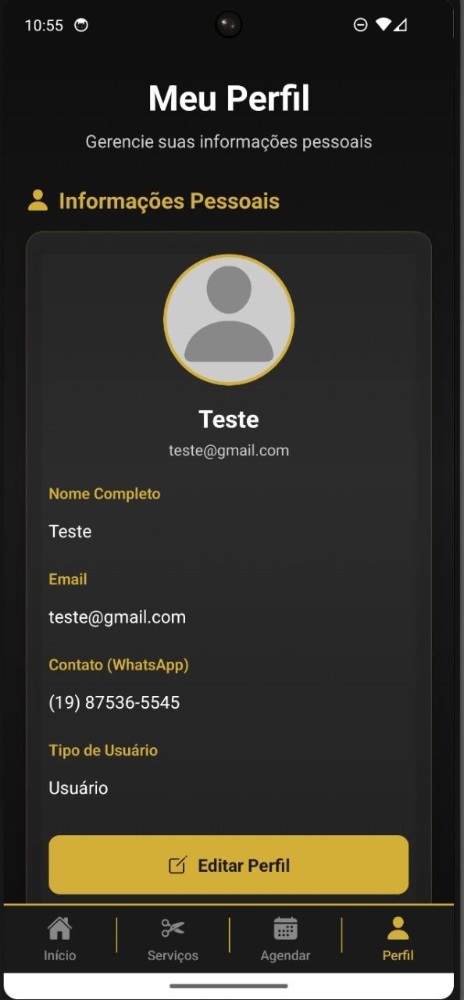 10:55
Meu Perfil
Gerencie suas informações pessoais
Informações Pessoais
Teste
teste@gmail.com
Nome Completo
Teste
Email
teste@gmail.com
Contato (WhatsApp)
(19) 87536-5545
Tipo de Usuário
Usuário
Editar Perfil
Início
Serviços
Agendar
Perfil